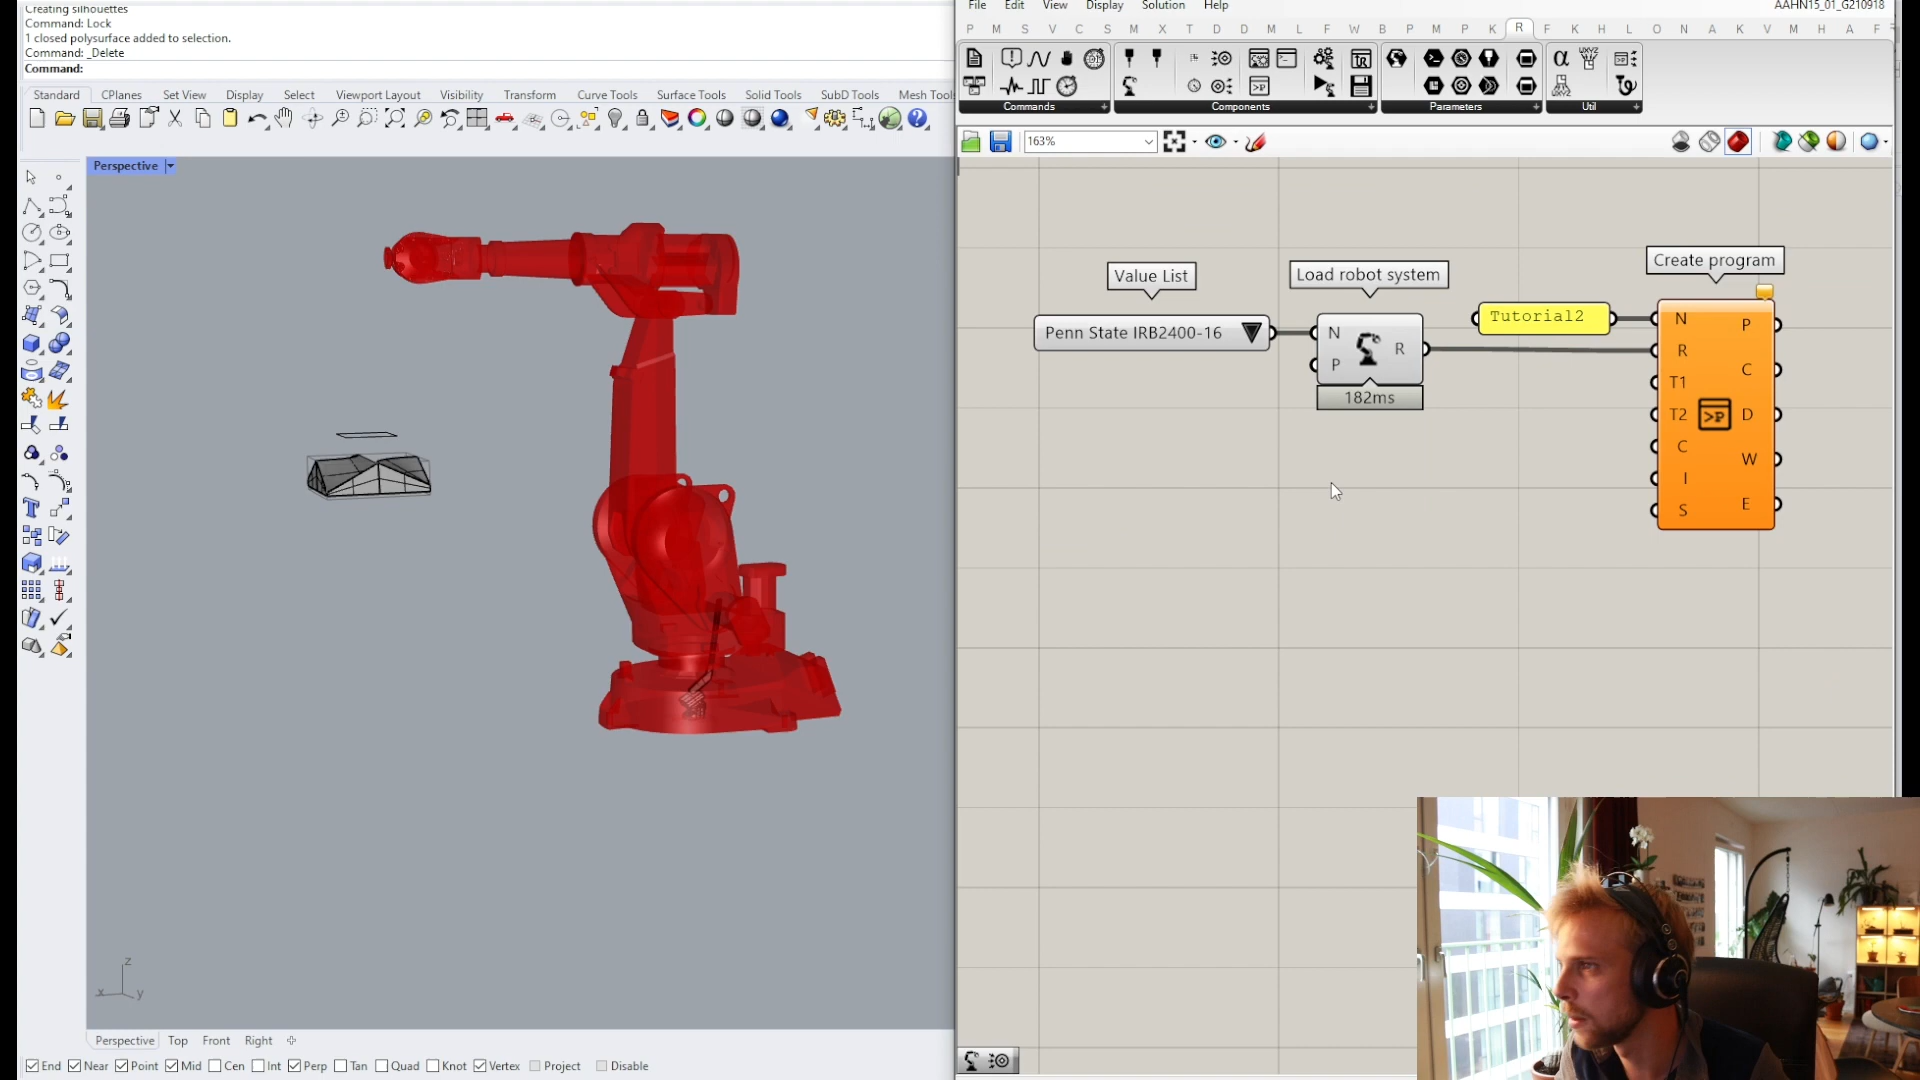 Creating silhouettes
Command: Lock
1 closed polysurface added to selection.
Command: _Delete
Command:
Standard CPlanes Set View Display Select Viewport Layout Visibility Transform Curve Tools Surface Tools Solid Tools SubD Tools Mesh Tool
Perspective
z
x y
Perspective Top Front Right
End Near Point Mid Cen Int Perp Tan Quad Knot Vertex Project Disable
File Edit View Display Solution Help AAHN15_01_G210918
P M S V C S M X T D D M L F W B P M P K R F K H L O N A K V M H A F
Commands Components Parameters Util
163%
Value List
Penn State IRB2400-16
Load robot system
N
P
R
182ms
Tutorial2
Create program
N
R
T1
T2
C
I
S
>P
P
C
D
W
E